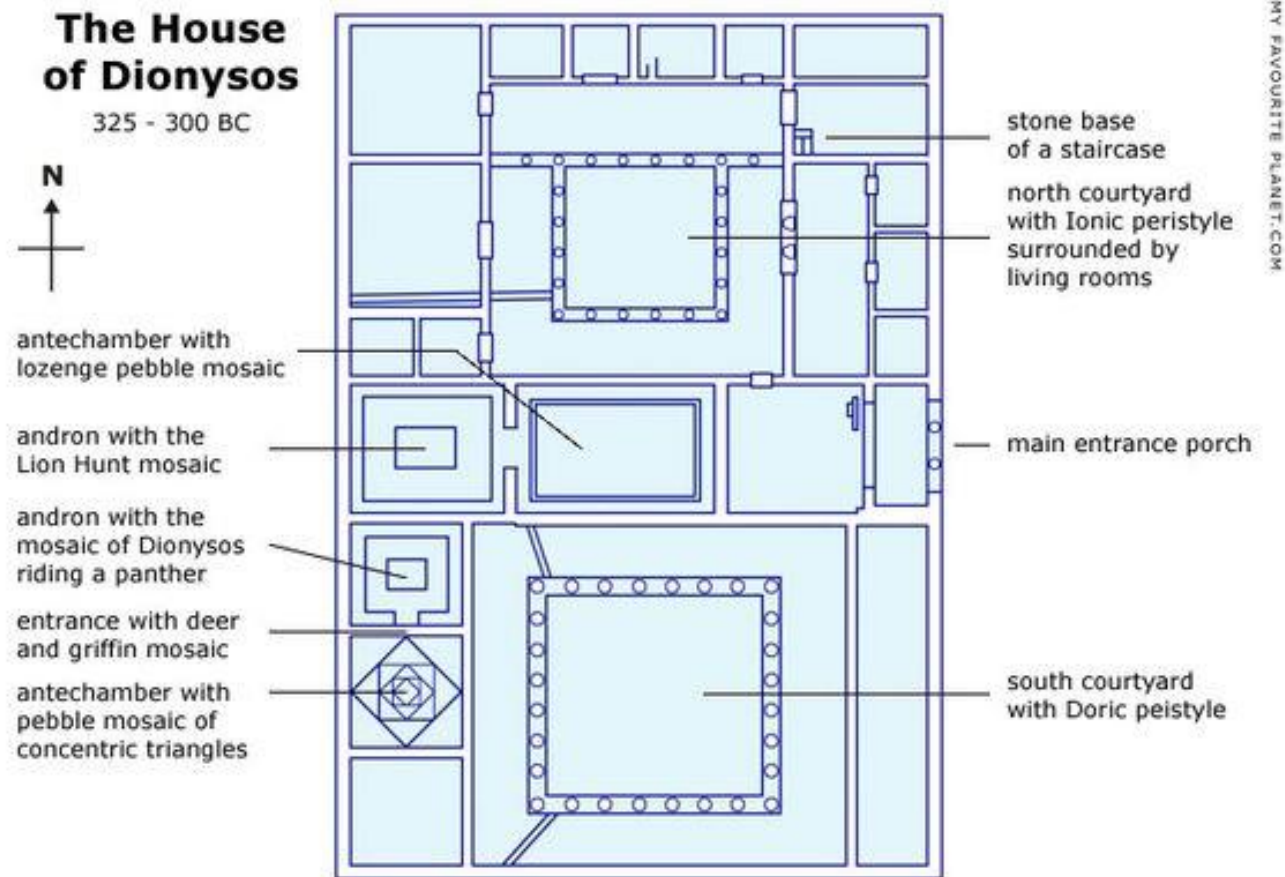 The House
of Dionysos
325 - 300 BC
N
antechamber with
lozenge pebble mosaic
andron with the
Lion Hunt mosaic
andron with the
mosaic of Dionysos
riding a panther
entrance with deer
and griffin mosaic
antechamber with
pebble mosaic of
concentric triangles
stone base
of a staircase
north courtyard
with Ionic peristyle
surrounded by
living rooms
main entrance porch
south courtyard
with Doric peistyle
MY FAVOURITE PLANET.COM